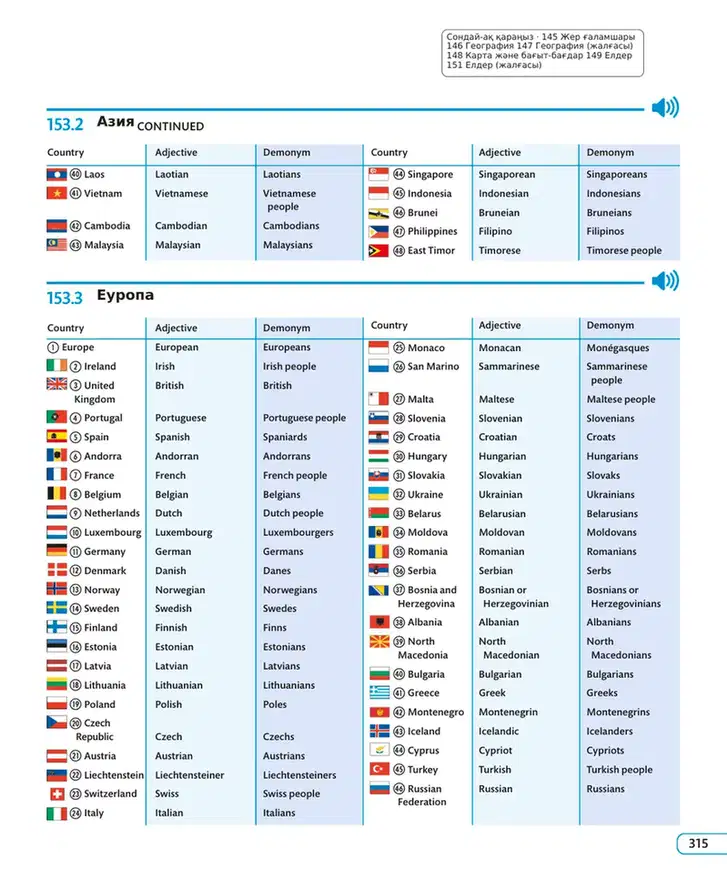 Сондай-ақ қараңыз · 145 Жер ғаламшары
146 География 147 География (жалғасы)
148 Карта және бағыт-бағдар 149 Елдер
151 Елдер (жалғасы)
153.2 Азия CONTINUED
Country Adjective Demonym
40 Laos Laotian Laotians
41 Vietnam Vietnamese Vietnamese
people
42 Cambodia Cambodian Cambodians
43 Malaysia Malaysian Malaysians
Country Adjective Demonym
44 Singapore Singaporean Singaporeans
45 Indonesia Indonesian Indonesians
46 Brunei Bruneian Bruneians
47 Philippines Filipino Filipinos
48 East Timor Timorese Timorese people
153.3 Еуропа
Country Adjective Demonym
1 Europe European Europeans
2 Ireland Irish Irish people
3 United British British
Kingdom
4 Portugal Portuguese Portuguese people
5 Spain Spanish Spaniards
6 Andorra Andorran Andorrans
7 France French French people
8 Belgium Belgian Belgians
9 Netherlands Dutch Dutch people
10 Luxembourg Luxembourg Luxembourgers
11 Germany German Germans
12 Denmark Danish Danes
13 Norway Norwegian Norwegians
14 Sweden Swedish Swedes
15 Finland Finnish Finns
16 Estonia Estonian Estonians
17 Latvia Latvian Latvians
18 Lithuania Lithuanian Lithuanians
19 Poland Polish Poles
20 Czech
Republic Czech Czechs
21 Austria Austrian Austrians
22 Liechtenstein Liechtensteiner Liechtensteiners
23 Switzerland Swiss Swiss people
24 Italy Italian Italians
Country Adjective Demonym
25 Monaco Monacan Monégasques
26 San Marino Sammarinese Sammarinese
people
27 Malta Maltese Maltese people
28 Slovenia Slovenian Slovenians
29 Croatia Croatian Croats
30 Hungary Hungarian Hungarians
31 Slovakia Slovakian Slovaks
32 Ukraine Ukrainian Ukrainians
33 Belarus Belarusian Belarusians
34 Moldova Moldovan Moldovans
35 Romania Romanian Romanians
36 Serbia Serbian Serbs
37 Bosnia and Bosnian or Bosnians or
Herzegovina Herzegovinian Herzegovinians
38 Albania Albanian Albanians
39 North North North
Macedonia Macedonian Macedonians
40 Bulgaria Bulgarian Bulgarians
41 Greece Greek Greeks
42 Montenegro Montenegrin Montenegrins
43 Iceland Icelandic Icelanders
44 Cyprus Cypriot Cypriots
45 Turkey Turkish Turkish people
46 Russian Russian Russians
Federation
315